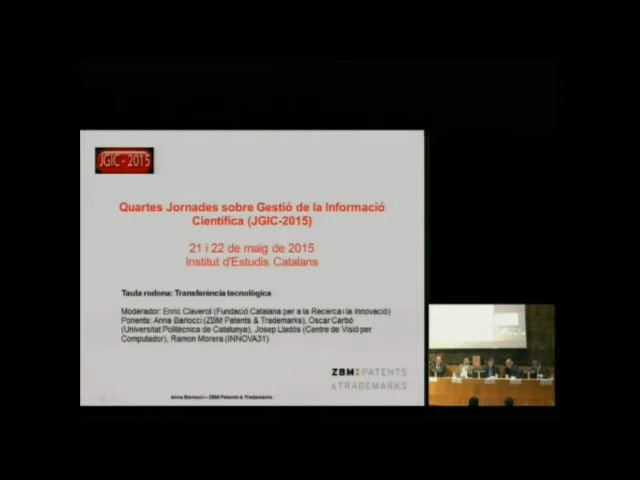 JGIC - 2015
Quartes Jornades sobre Gestió de la Informació
Científica (JGIC-2015)
21 i 22 de maig de 2015
Institut d'Estudis Catalans
Taula rodona: Transferència tecnològica
Moderador: Enric Claverol (Fundació Catalana per a la Recerca i la Innovació)
Ponents: Anna Barlocci (ZBM Patents & Trademarks), Oscar Carbó
(Universitat Politècnica de Catalunya), Josep Lladós (Centre de Visió per
Computador), Ramon Morera (INNOVA31)
ZBM PATENTS
& TRADEMARKS
Anna Barlocci – ZBM Patents & Trademarks